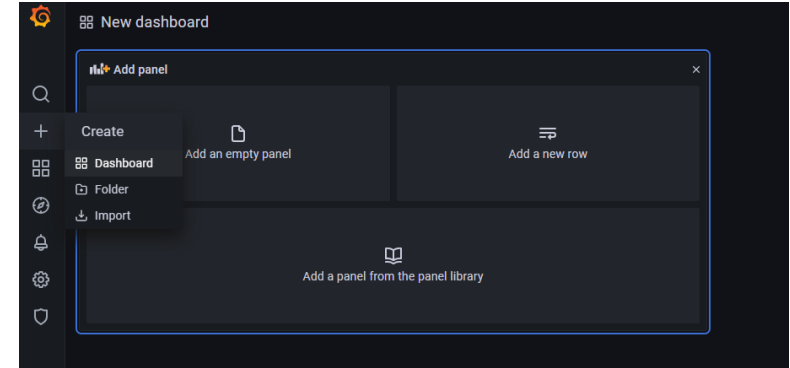 New dashboard
Add panel
Create
Dashboard
Folder
Import
Add an empty panel
Add a new row
Add a panel from the panel library